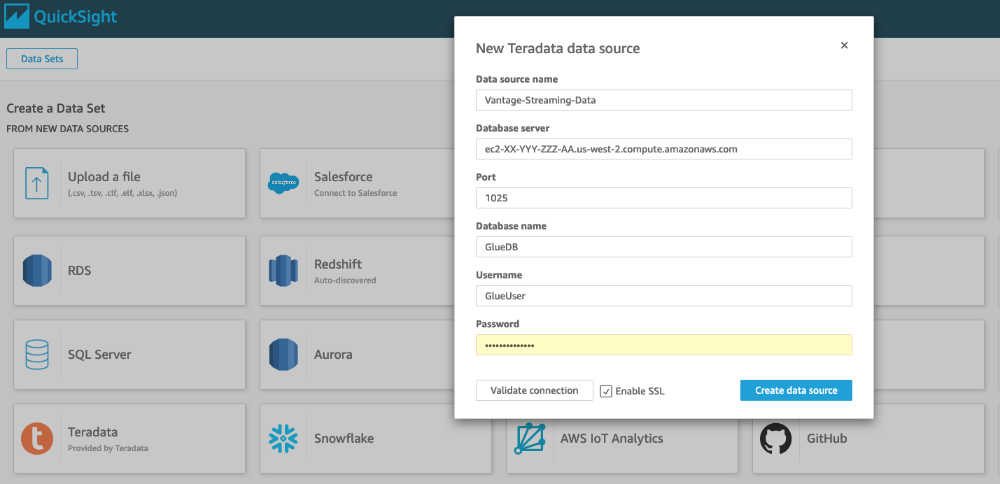 QuickSight
Data Sets
Create a Data Set
FROM NEW DATA SOURCES
Upload a file
(.csv, .tsv, .clf, .elf, .xlsx, .json)
salesforce
Salesforce
Connect to Salesforce
RDS
Redshift
Auto-discovered
SQL Server
Aurora
t
Teradata
Provided by Teradata
Snowflake
AWS IoT Analytics
GitHub
New Teradata data source
×
Data source name
Vantage-Streaming-Data
Database server
ec2-XX-YYY-ZZZ-AA.us-west-2.compute.amazonaws.com
Port
1025
Database name
GlueDB
Username
GlueUser
Password
••••••••••••••
Validate connection
Enable SSL
Create data source